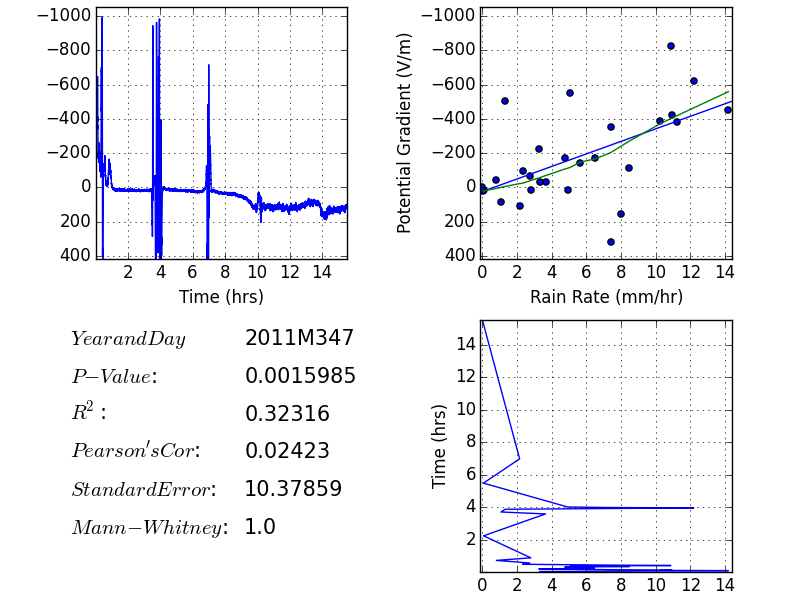 −1000
−800
−600
−400
−200
0
200
400
2 4 6 8 10 12 14
Time (hrs)
−1000
−800
−600
−400
−200
0
200
400
Potential Gradient (V/m)
0 2 4 6 8 10 12 14
Rain Rate (mm/hr)
YearandDay 2011M347
P−Value: 0.0015985
R²: 0.32316
Pearson'sCor: 0.02423
StandardError: 10.37859
Mann−Whitney: 1.0
14
12
10
8
6
4
2
Time (hrs)
0 2 4 6 8 10 12 14